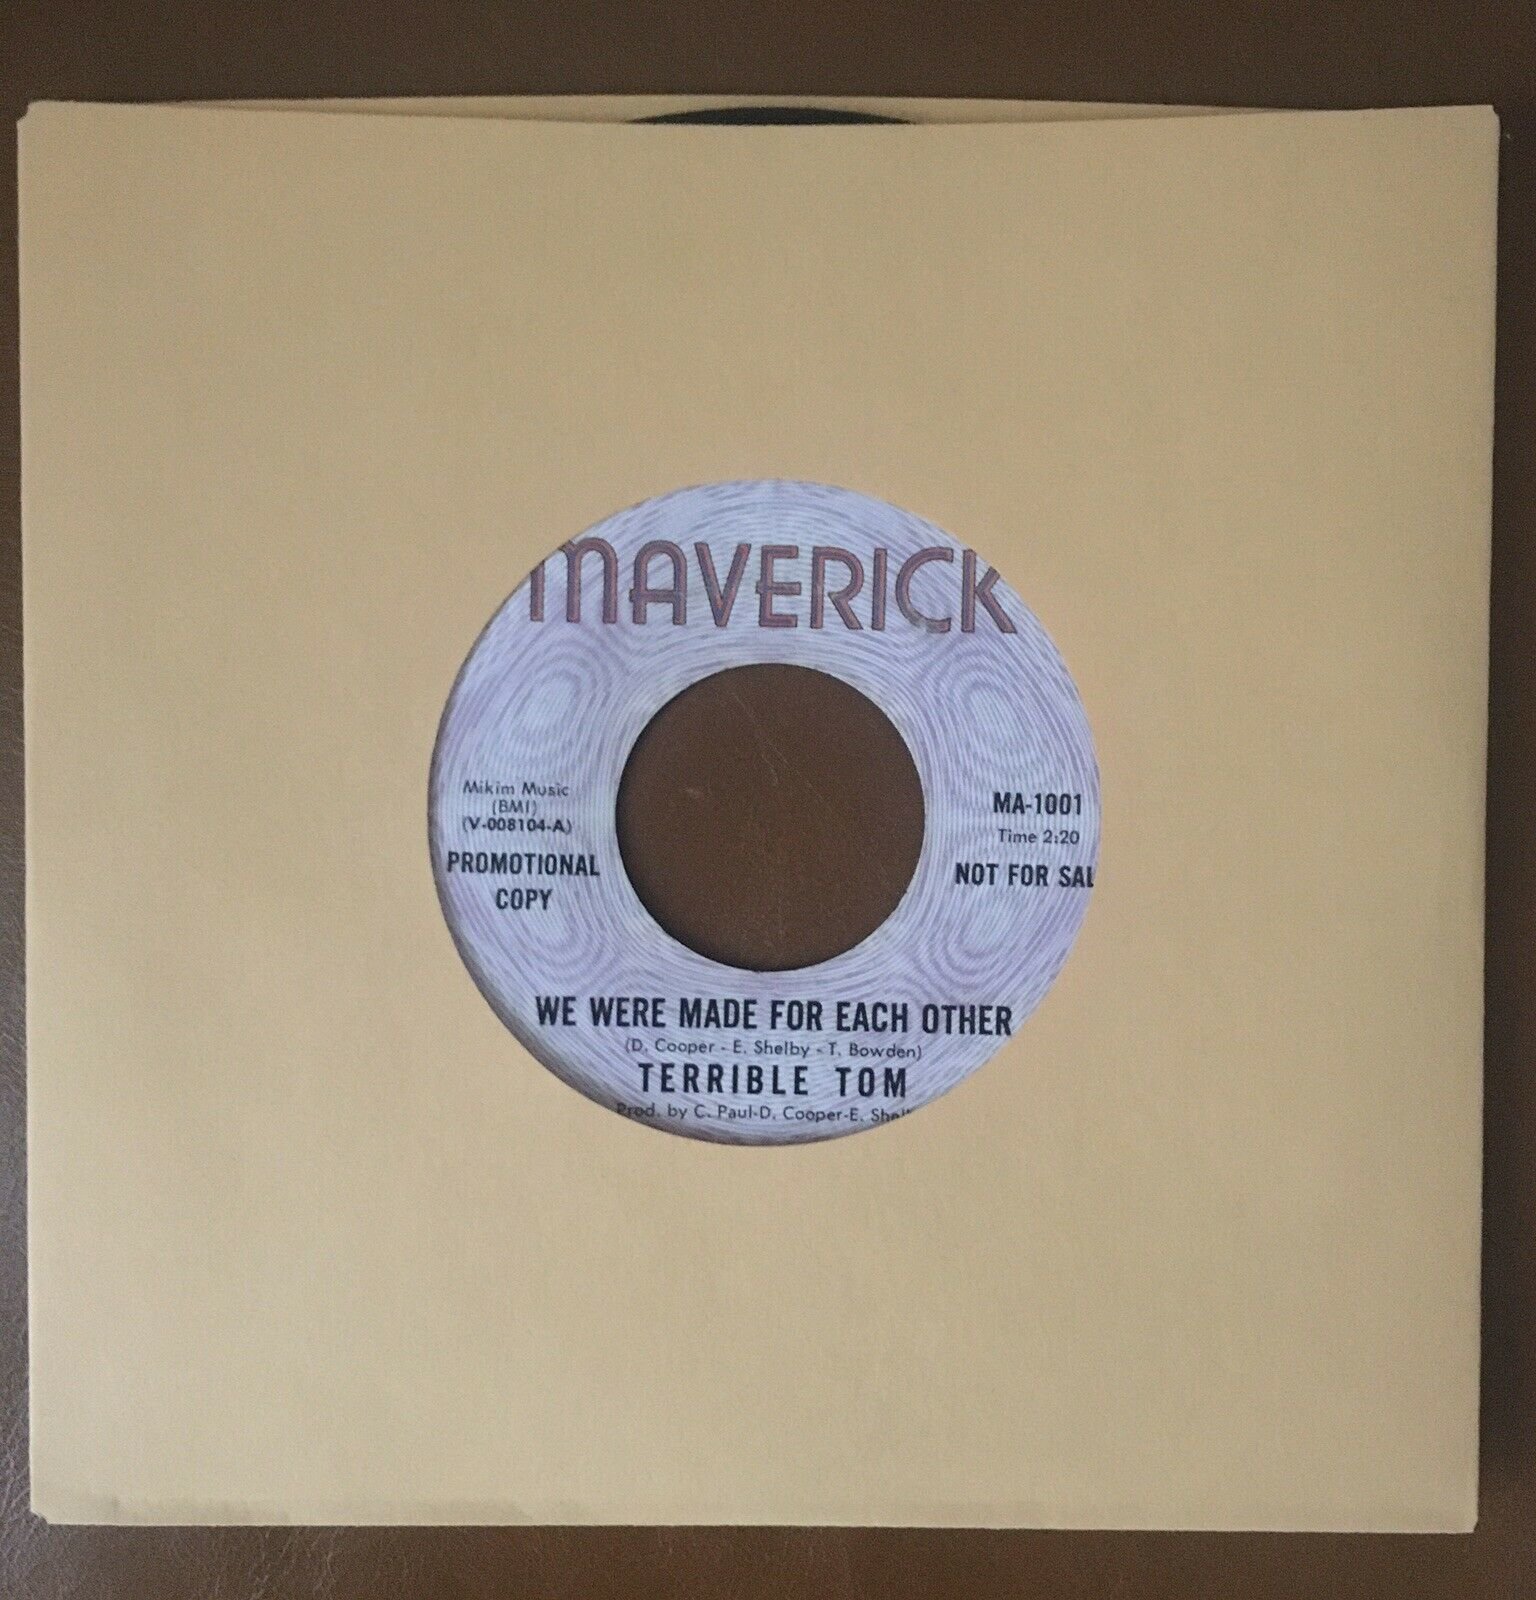 MAVERICK
Mikim Music
(BMI)
(V-008104-A)
PROMOTIONAL
COPY
MA-1001
Time 2:20
NOT FOR SAL
WE WERE MADE FOR EACH OTHER
(D. Cooper - E. Shelby - T. Bowden)
TERRIBLE TOM
Prod. by C. Paul-D. Cooper-E. Shel